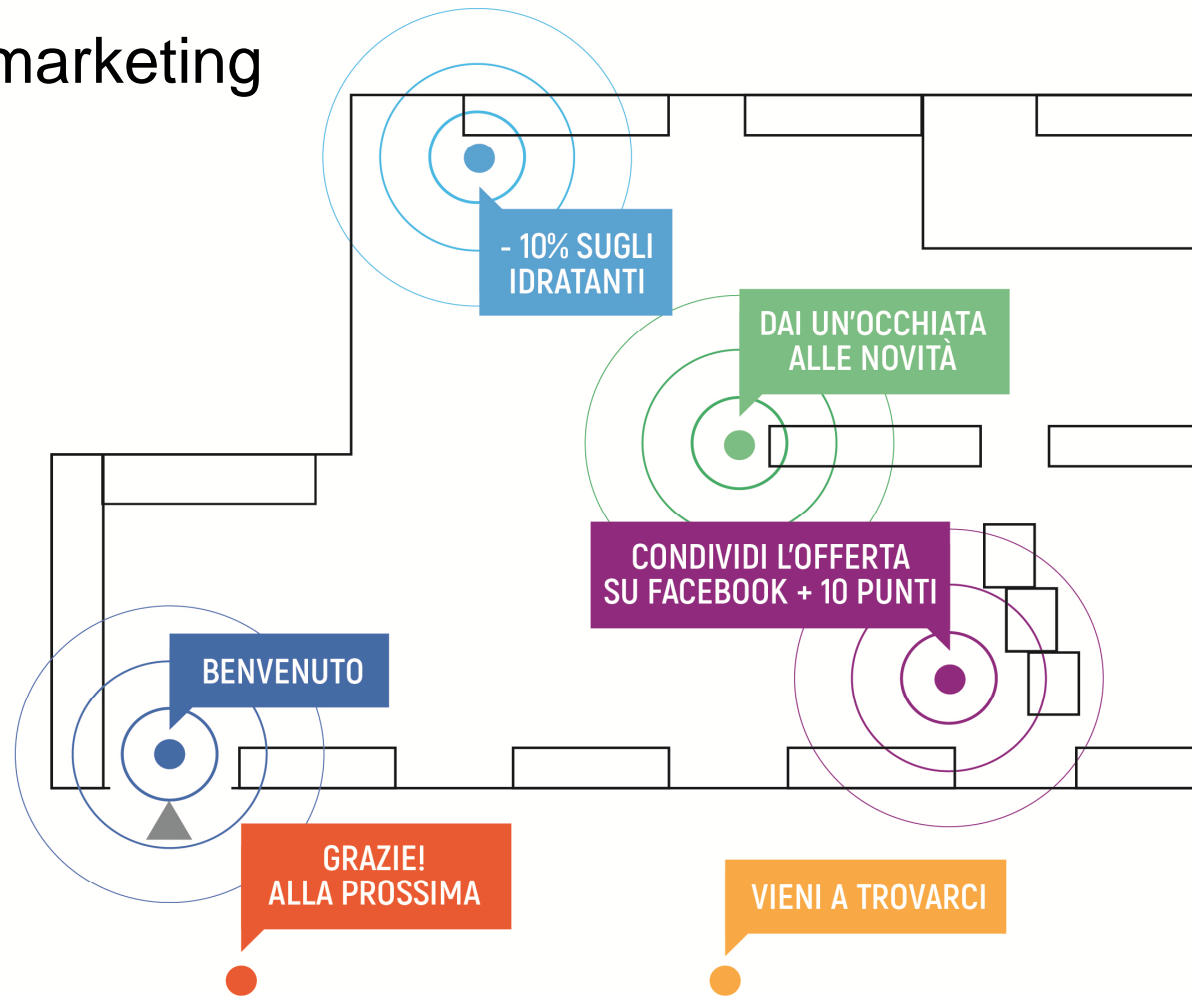 marketing
- 10% SUGLI
IDRATANTI
DAI UN'OCCHIATA
ALLE NOVITÀ
CONDIVIDI L'OFFERTA
SU FACEBOOK + 10 PUNTI
BENVENUTO
GRAZIE!
ALLA PROSSIMA
VIENI A TROVARCI